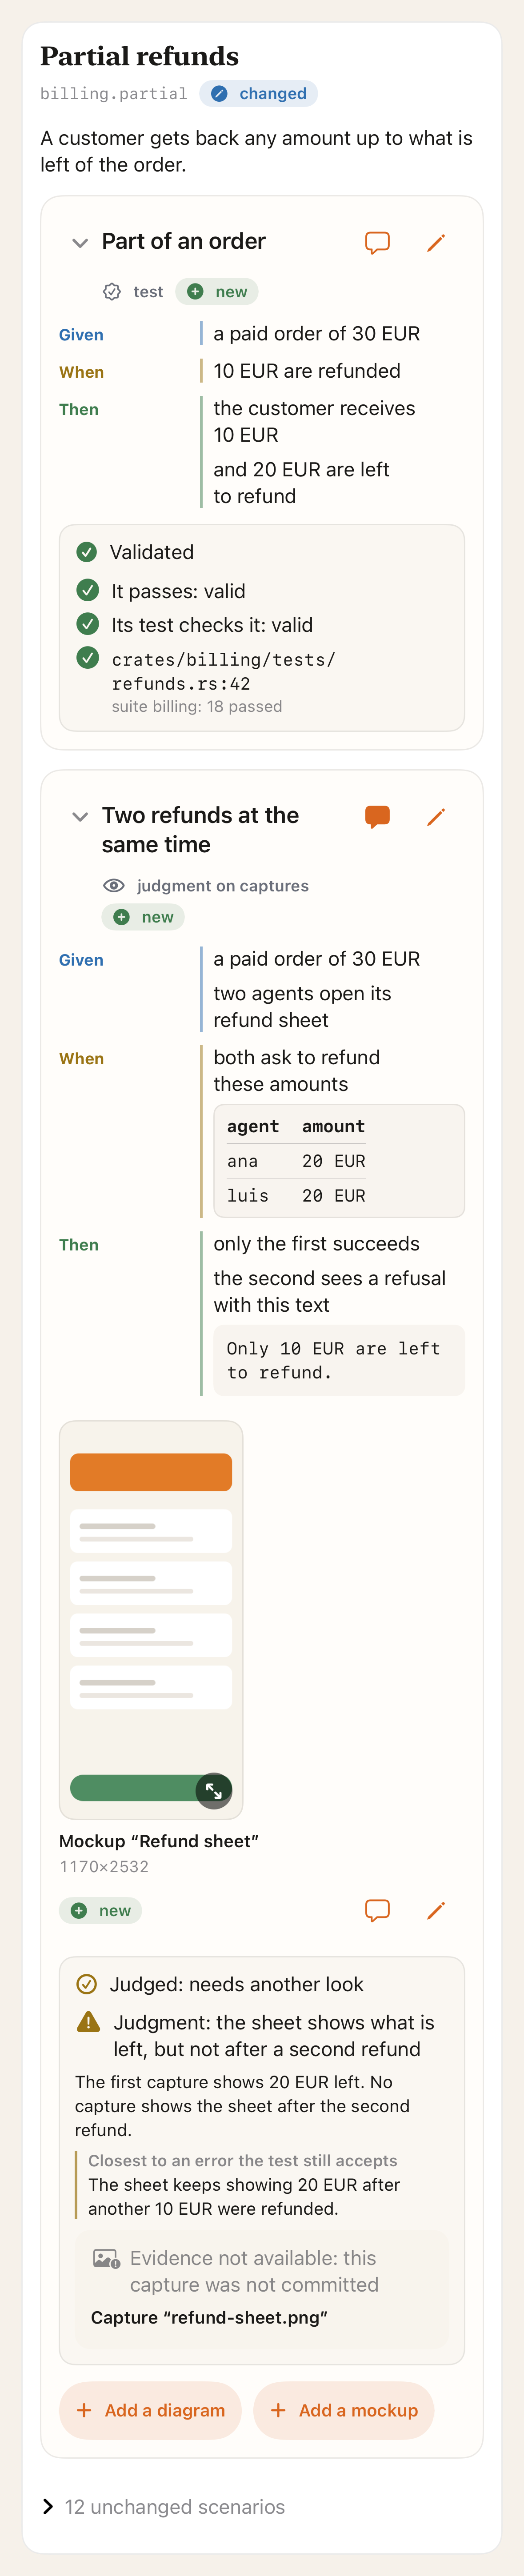 Partial refunds
billing.partial changed
A customer gets back any amount up to what is
left of the order.
Part of an order
test new
Given a paid order of 30 EUR
When 10 EUR are refunded
Then the customer receives
10 EUR
and 20 EUR are left
to refund
Validated
It passes: valid
Its test checks it: valid
crates/billing/tests/
refunds.rs:42
suite billing: 18 passed
Two refunds at the
same time
judgment on captures
new
Given a paid order of 30 EUR
two agents open its
refund sheet
When both ask to refund
these amounts
agent amount
ana 20 EUR
luis 20 EUR
Then only the first succeeds
the second sees a refusal
with this text
Only 10 EUR are left
to refund.
Mockup “Refund sheet”
1170×2532
new
Judged: needs another look
Judgment: the sheet shows what is
left, but not after a second refund
The first capture shows 20 EUR left. No
capture shows the sheet after the second
refund.
Closest to an error the test still accepts
The sheet keeps showing 20 EUR after
another 10 EUR were refunded.
Evidence not available: this
capture was not committed
Capture “refund-sheet.png”
Add a diagram Add a mockup
12 unchanged scenarios